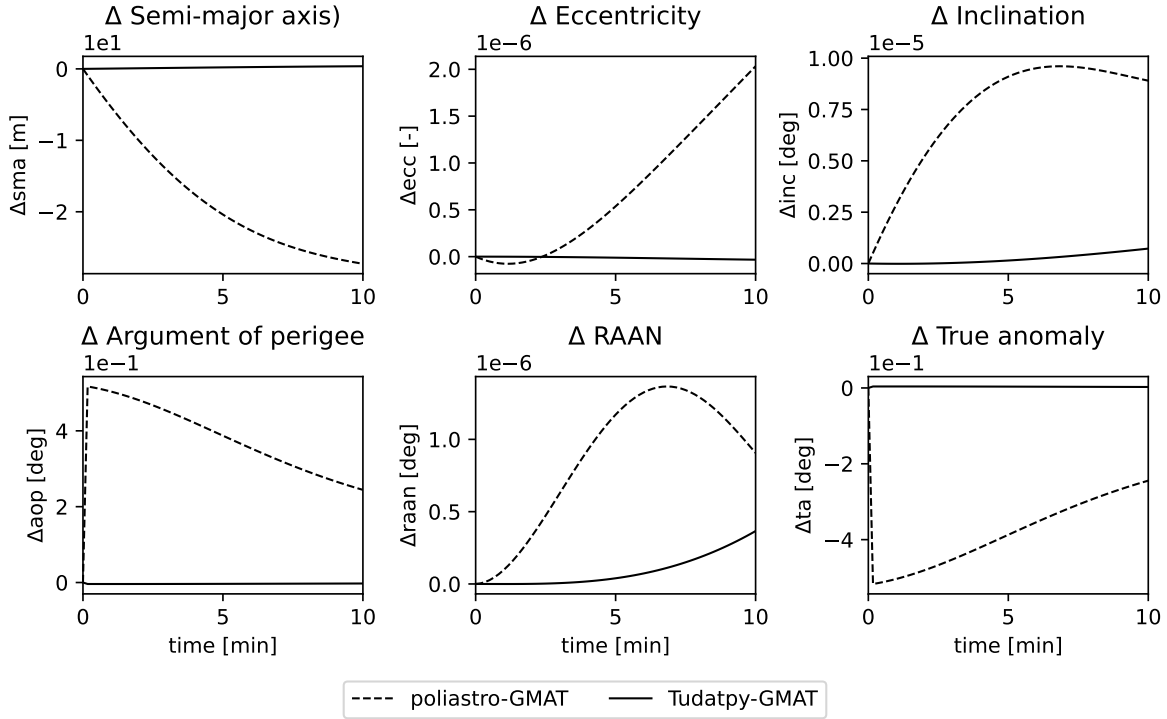 Δ Semi-major axis)
1e1
0
−1
−2
Δsma [m]
0 5 10
Δ Eccentricity
1e−6
2.0
1.5
1.0
0.5
0.0
Δecc [-]
0 5 10
Δ Inclination
1e−5
1.00
0.75
0.50
0.25
0.00
Δinc [deg]
0 5 10
Δ Argument of perigee
1e−1
4
2
0
Δaop [deg]
0 5 10
time [min]
Δ RAAN
1e−6
1.0
0.5
0.0
Δraan [deg]
0 5 10
time [min]
Δ True anomaly
1e−1
0
−2
−4
Δta [deg]
0 5 10
time [min]
poliastro-GMAT Tudatpy-GMAT